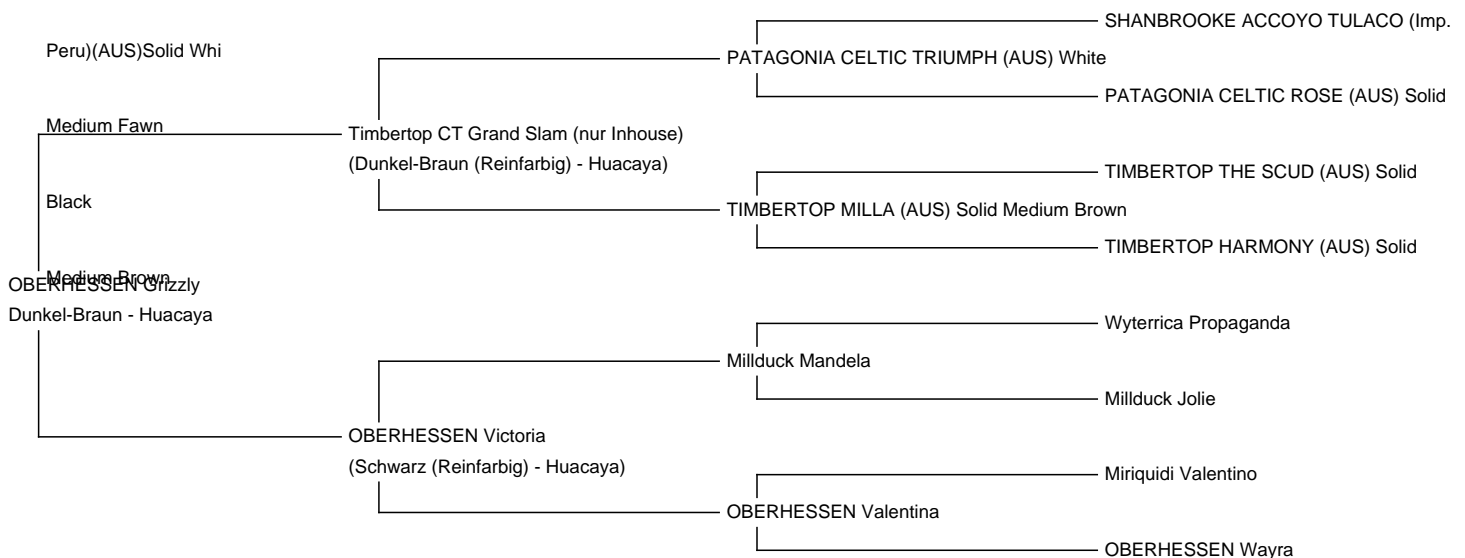 SHANBROOKE ACCOYO TULACO (Imp.
Peru)(AUS)Solid Whi
PATAGONIA CELTIC TRIUMPH (AUS) White
PATAGONIA CELTIC ROSE (AUS) Solid
Medium Fawn
Timbertop CT Grand Slam (nur Inhouse)
(Dunkel-Braun (Reinfarbig) - Huacaya)
TIMBERTOP THE SCUD (AUS) Solid
Black
TIMBERTOP MILLA (AUS) Solid Medium Brown
TIMBERTOP HARMONY (AUS) Solid
Medium Brown
OBERHESSEN Grizzly
Dunkel-Braun - Huacaya
Wyterrica Propaganda
Millduck Mandela
Millduck Jolie
OBERHESSEN Victoria
(Schwarz (Reinfarbig) - Huacaya)
Miriquidi Valentino
OBERHESSEN Valentina
OBERHESSEN Wayra